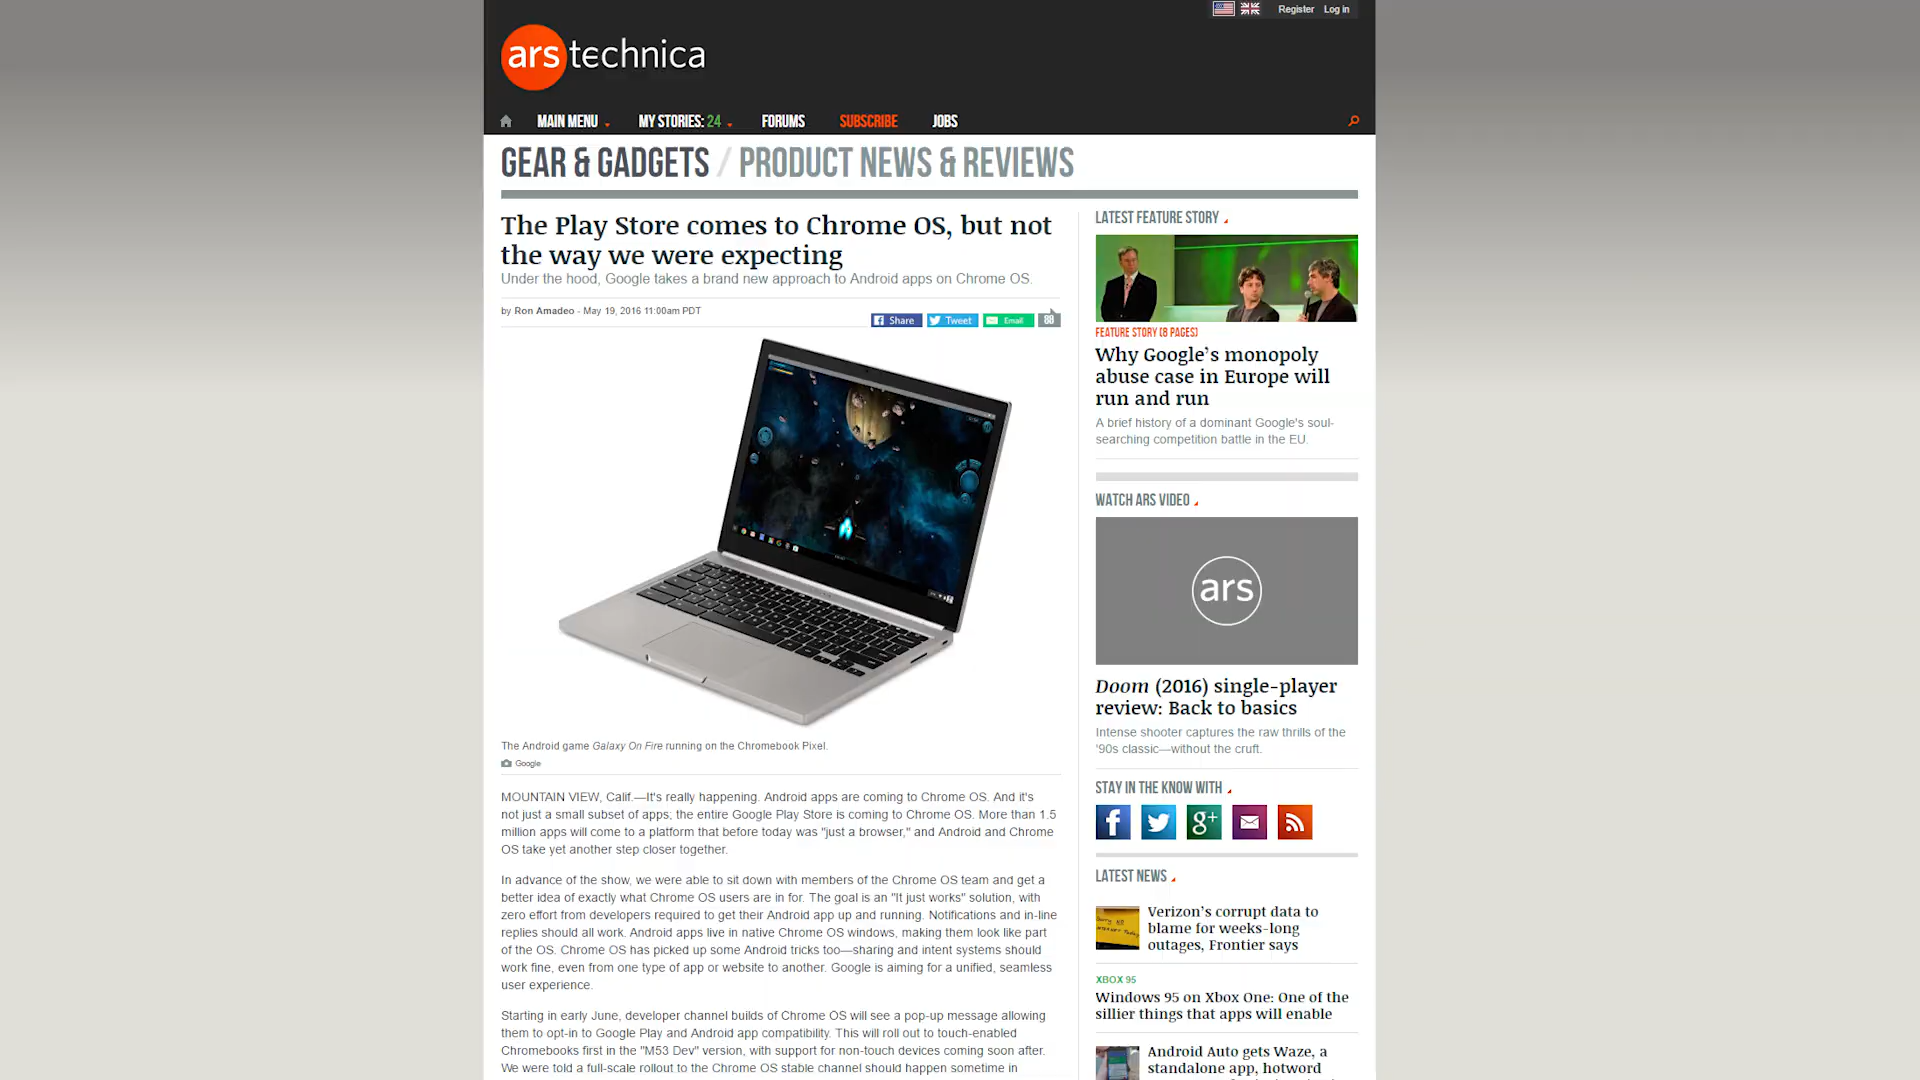 Register Log in
ars technica
MAIN MENU MY STORIES: 24 FORUMS SUBSCRIBE JOBS
GEAR & GADGETS / PRODUCT NEWS & REVIEWS
The Play Store comes to Chrome OS, but not
the way we were expecting
Under the hood, Google takes a brand new approach to Android apps on Chrome OS.
by Ron Amadeo - May 19, 2016 11:00am PDT
Share Tweet Email 80
The Android game Galaxy On Fire running on the Chromebook Pixel.
Google
MOUNTAIN VIEW, Calif.—It's really happening. Android apps are coming to Chrome OS. And it's
not just a small subset of apps; the entire Google Play Store is coming to Chrome OS. More than 1.5
million apps will come to a platform that before today was "just a browser," and Android and Chrome
OS take yet another step closer together.
In advance of the show, we were able to sit down with members of the Chrome OS team and get a
better idea of exactly what Chrome OS users are in for. The goal is an "It just works" solution, with
zero effort from developers required to get their Android app up and running. Notifications and in-line
replies should all work. Android apps live in native Chrome OS windows, making them look like part
of the OS. Chrome OS has picked up some Android tricks too—sharing and intent systems should
work fine, even from one type of app or website to another. Google is aiming for a unified, seamless
user experience.
Starting in early June, developer channel builds of Chrome OS will see a pop-up message allowing
them to opt-in to Google Play and Android app compatibility. This will roll out to touch-enabled
Chromebooks first in the "M53 Dev" version, with support for non-touch devices coming soon after.
We were told a full-scale rollout to the Chrome OS stable channel should happen sometime in
LATEST FEATURE STORY
FEATURE STORY (8 PAGES)
Why Google's monopoly
abuse case in Europe will
run and run
A brief history of a dominant Google's soul-
searching competition battle in the EU.
WATCH ARS VIDEO
ars
Doom (2016) single-player
review: Back to basics
Intense shooter captures the raw thrills of the
'90s classic—without the cruft.
STAY IN THE KNOW WITH
f g+
LATEST NEWS
Verizon's corrupt data to
blame for weeks-long
outages, Frontier says
XBOX 95
Windows 95 on Xbox One: One of the
sillier things that apps will enable
Android Auto gets Waze, a
standalone app, hotword